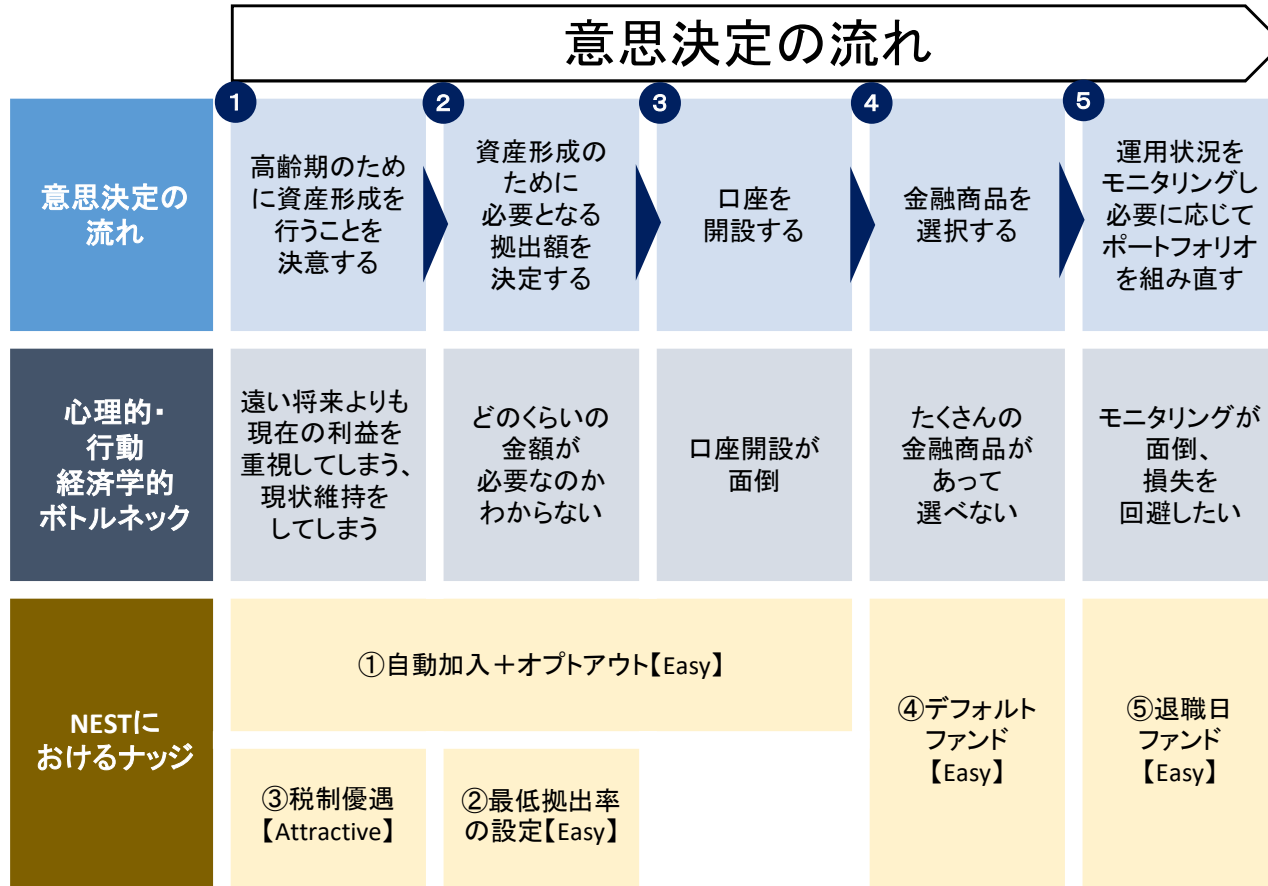 意思決定の流れ
1
2
3
4
5
意思決定の
流れ
高齢期のため
に資産形成を
行うことを
決意する
資産形成の
ために
必要となる
拠出額を
決定する
口座を
開設する
金融商品を
選択する
運用状況を
モニタリングし
必要に応じて
ポートフォリオ
を組み直す
心理的・
行動
経済学的
ボトルネック
遠い将来よりも
現在の利益を
重視してしまう、
現状維持を
してしまう
どのくらいの
金額が
必要なのか
わからない
口座開設が
面倒
たくさんの
金融商品が
あって
選べない
モニタリングが
面倒、
損失を
回避したい
NESTに
おけるナッジ
①自動加入＋オプトアウト【Easy】
③税制優遇
【Attractive】
②最低拠出率
の設定【Easy】
④デフォルト
ファンド
【Easy】
⑤退職日
ファンド
【Easy】